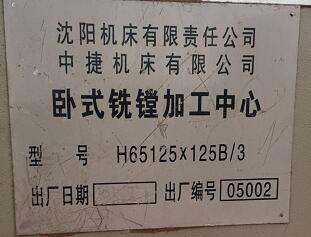 沈阳机床有限责任公司
中捷机床有限公司
卧式铣镗加工中心
型 号 H65125x125B/3
出厂日期 出厂编号 05002